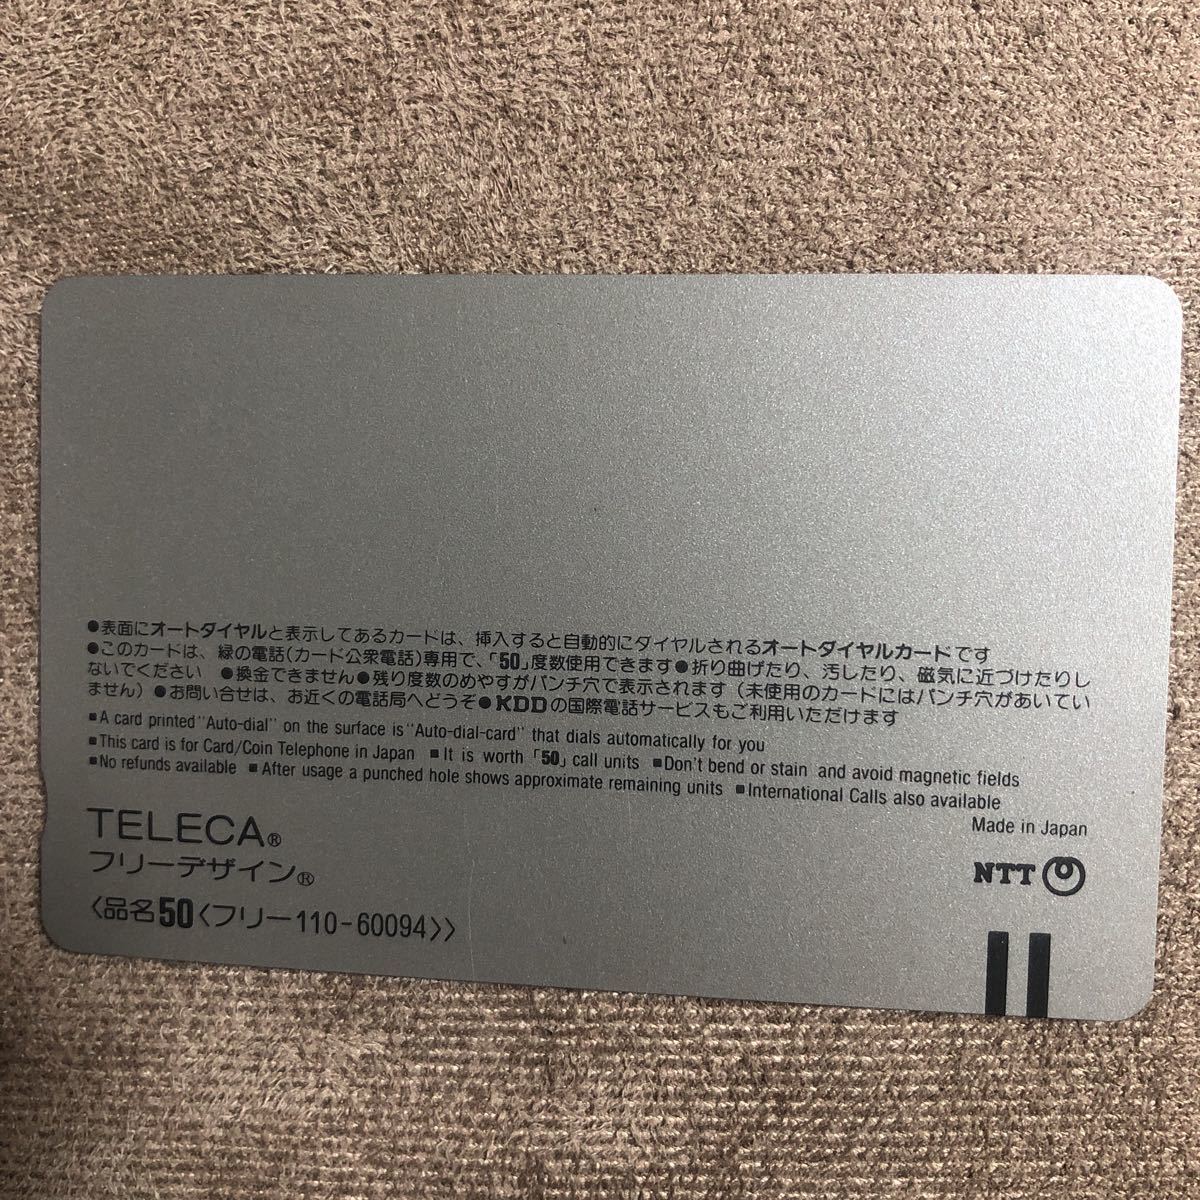 ●表面にオートダイヤルと表示してあるカードは、挿入すると自動的にダイヤルされるオートダイヤルカードです
●このカードは、緑の電話(カード公衆電話)専用で、「50」度数使用できます●折り曲げたり、汚したり、磁気に近づけたりし
ないでください ●換金できません●残り度数のめやすがパンチ穴で表示されます(未使用のカードにはパンチ穴があいてい
ません)●お問い合せは、お近くの電話局へどうぞ●KDDの国際電話サービスもご利用いただけます
■A card printed "Auto-dial" on the surface is "Auto-dial-card" that dials automatically for you
■This card is for Card/Coin Telephone in Japan ■It is worth「50」call units ■Don't bend or stain and avoid magnetic fields
■No refunds available ■After usage a punched hole shows approximate remaining units ■International Calls also available
Made in Japan
TELECA®
フリーデザイン®
NTT
〈品名50〈フリー110-60094〉〉